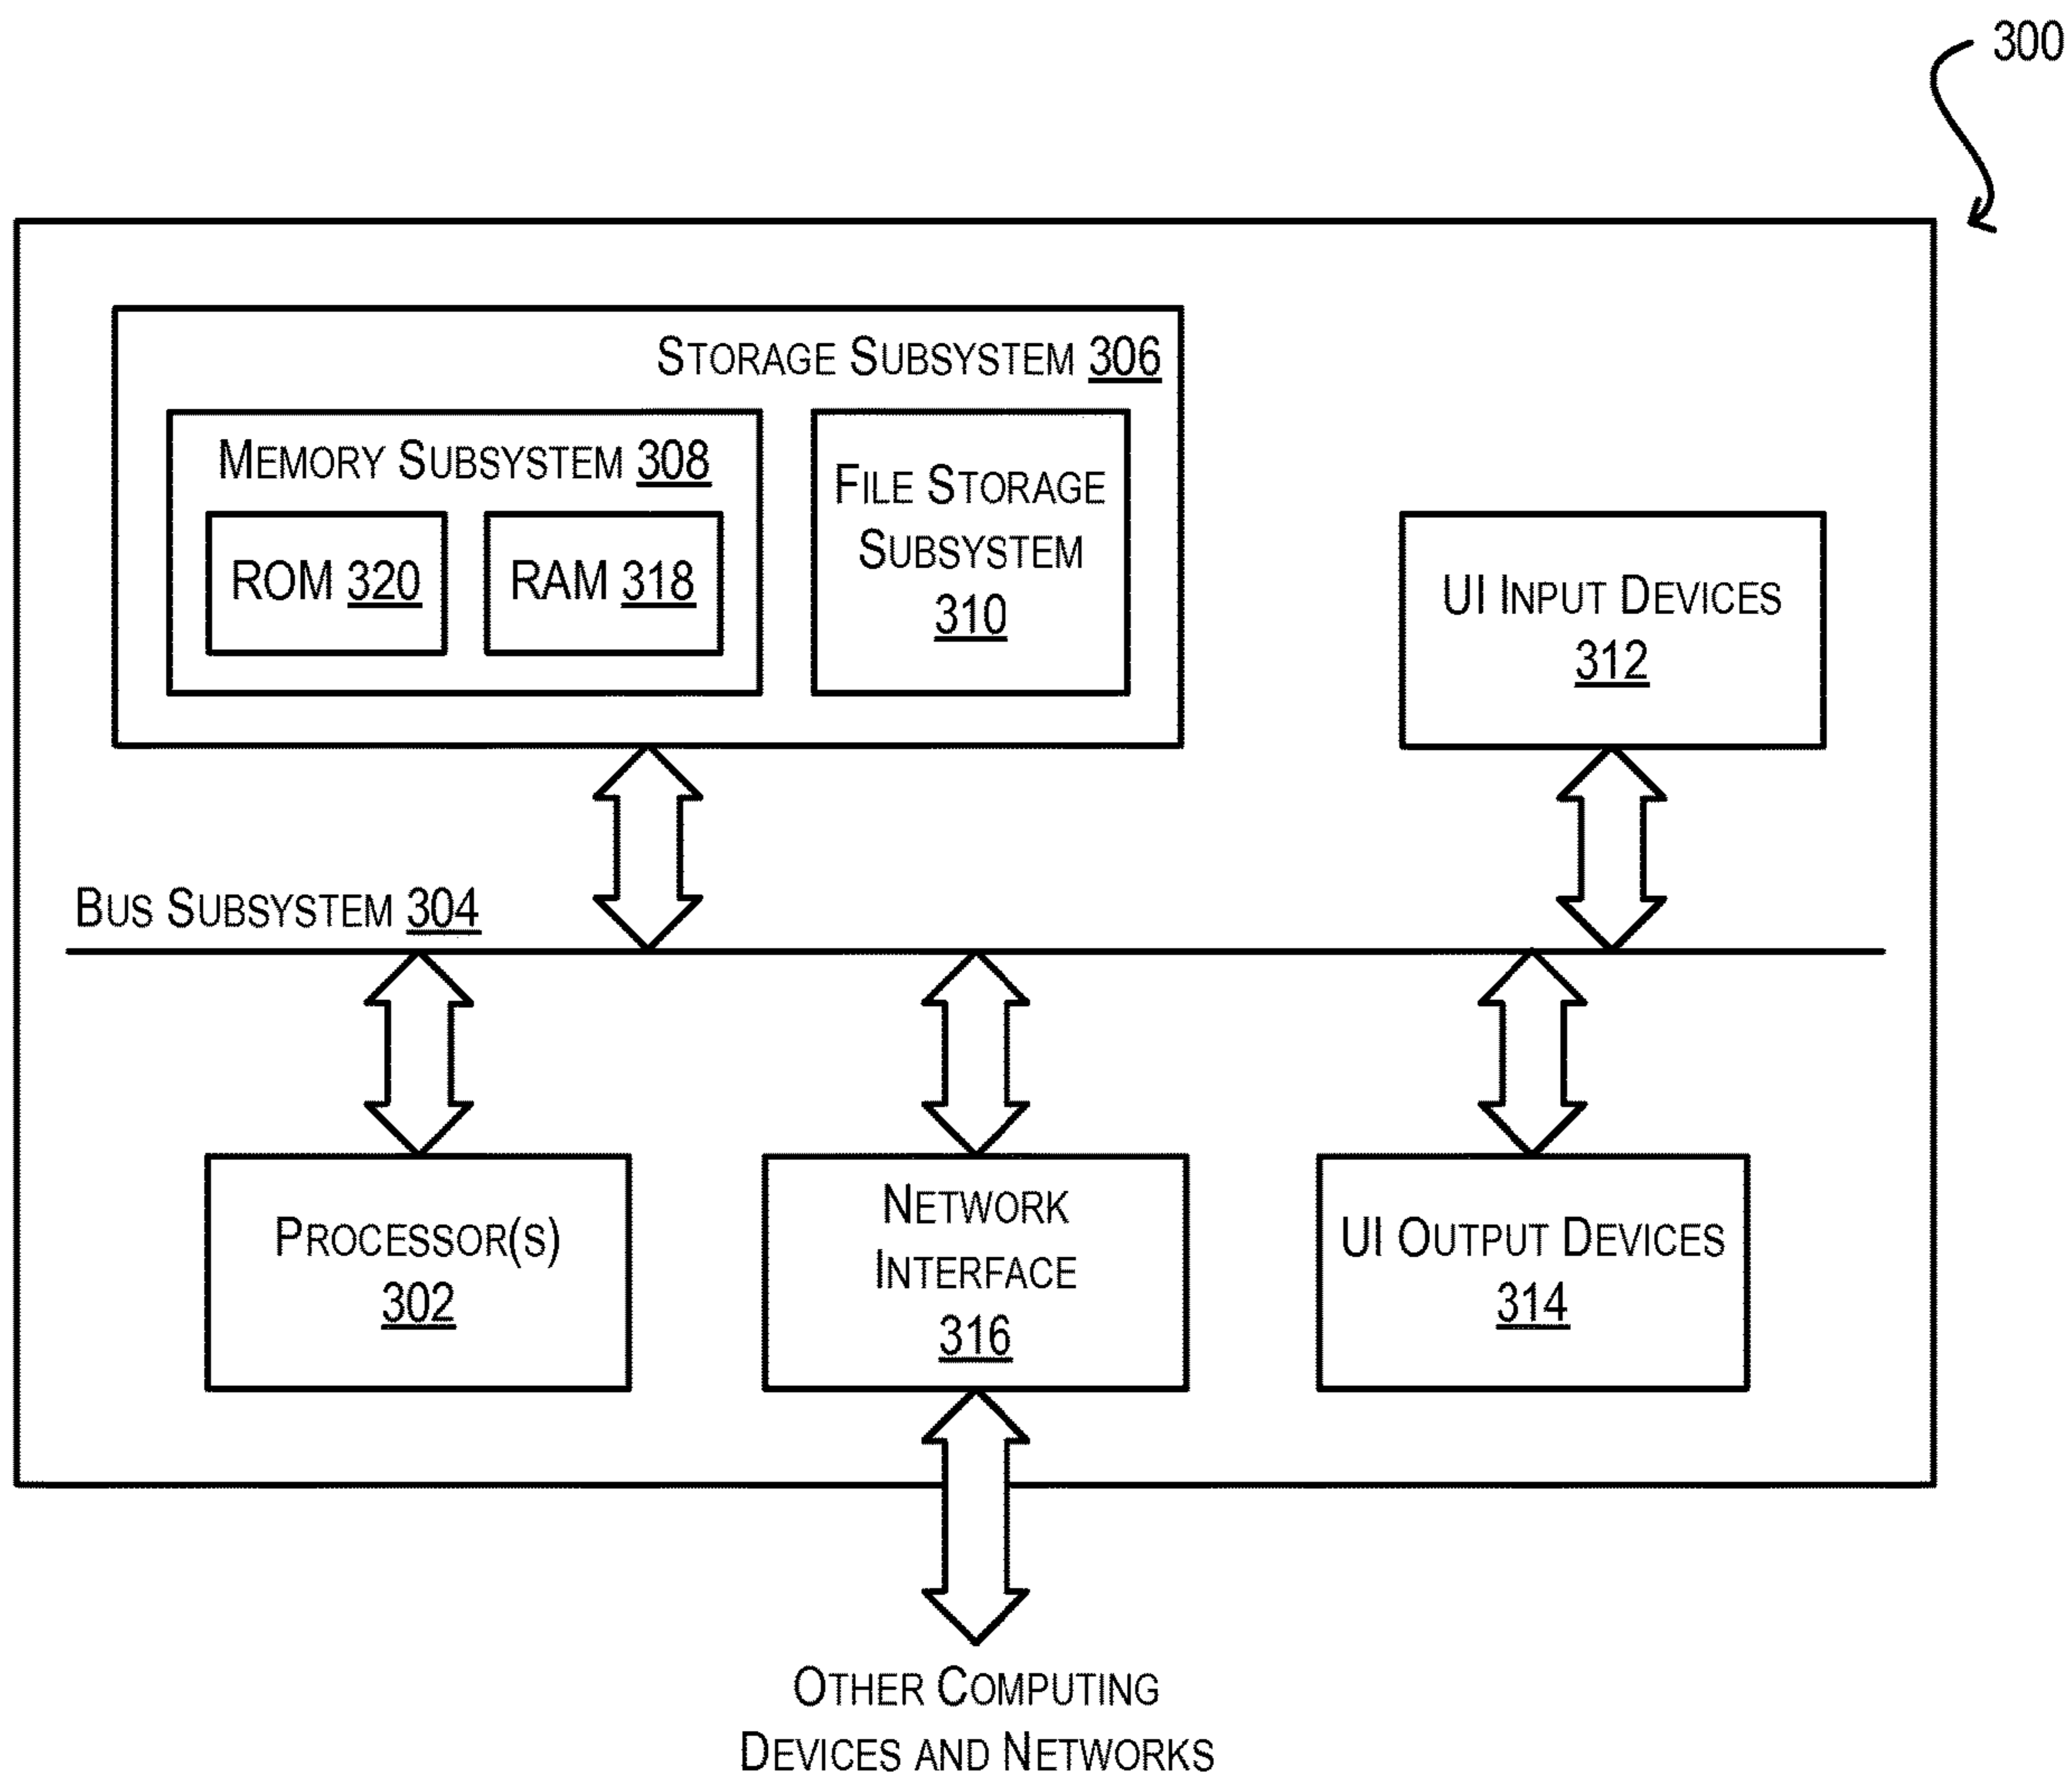 300
STORAGE SUBSYSTEM 306
MEMORY SUBSYSTEM 308
ROM 320
RAM 318
FILE STORAGE
SUBSYSTEM
310
UI INPUT DEVICES
312
BUS SUBSYSTEM 304
PROCESSOR(S)
302
NETWORK
INTERFACE
316
UI OUTPUT DEVICES
314
OTHER COMPUTING
DEVICES AND NETWORKS